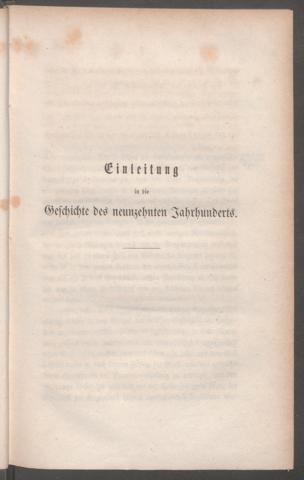 Einleitung
in die
Geschichte des neunzehnten Jahrhunderts.